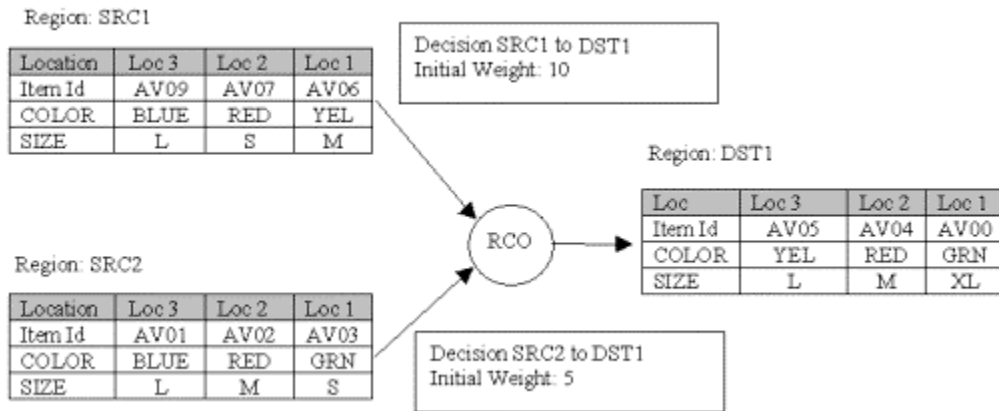 Region: SRC1
Location Loc 3 Loc 2 Loc 1
Item Id AV09 AV07 AV06
COLOR BLUE RED YEL
SIZE L S M
Decision SRC1 to DST1
Initial Weight: 10
Region: DST1
Loc Loc 3 Loc 2 Loc 1
Item Id AV05 AV04 AV00
COLOR YEL RED GRN
SIZE L M XL
RCO
Region: SRC2
Location Loc 3 Loc 2 Loc 1
Item Id AV01 AV02 AV03
COLOR BLUE RED GRN
SIZE L M S
Decision SRC2 to DST1
Initial Weight: 5